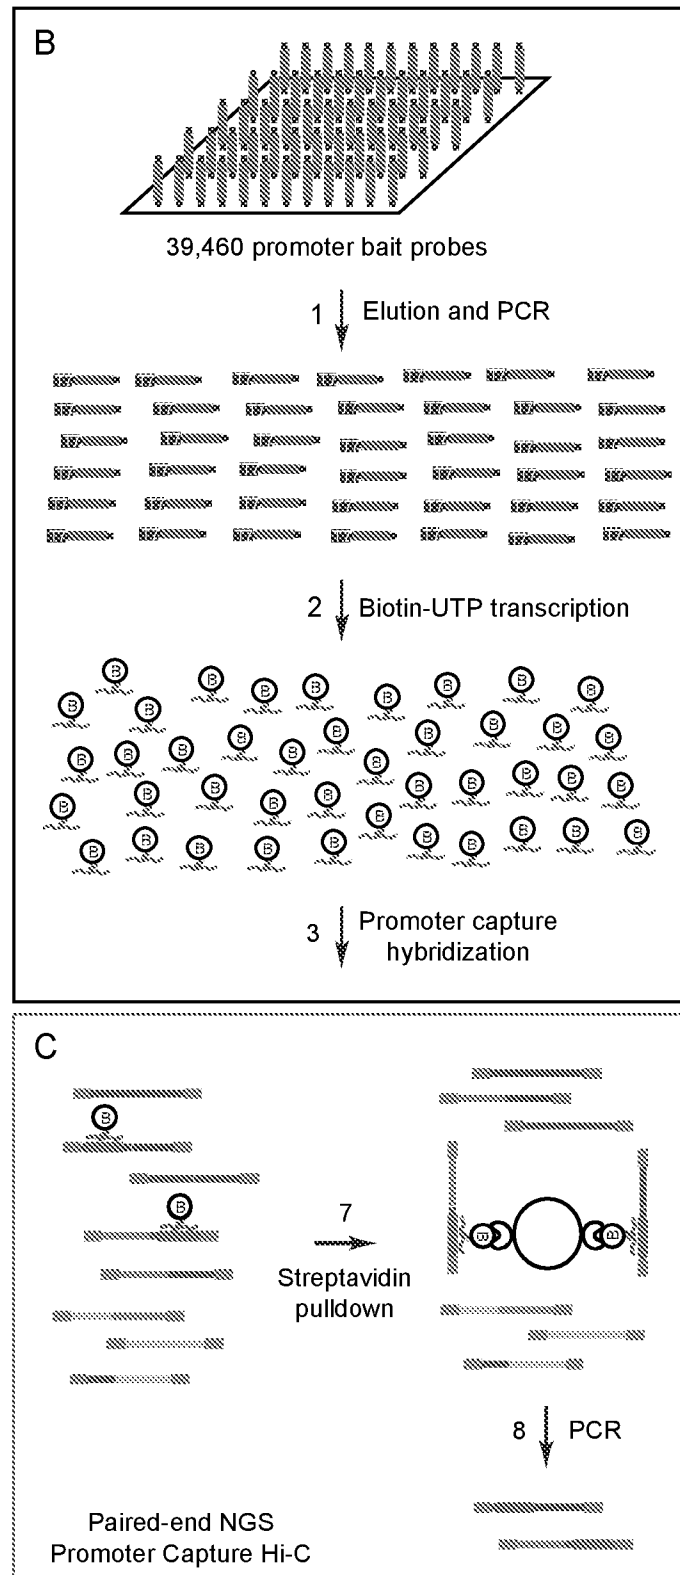 B
39,460 promoter bait probes
1 Elution and PCR
2 Biotin-UTP transcription
3 Promoter capture
hybridization
C
7
Streptavidin
pulldown
8 PCR
Paired-end NGS
Promoter Capture Hi-C